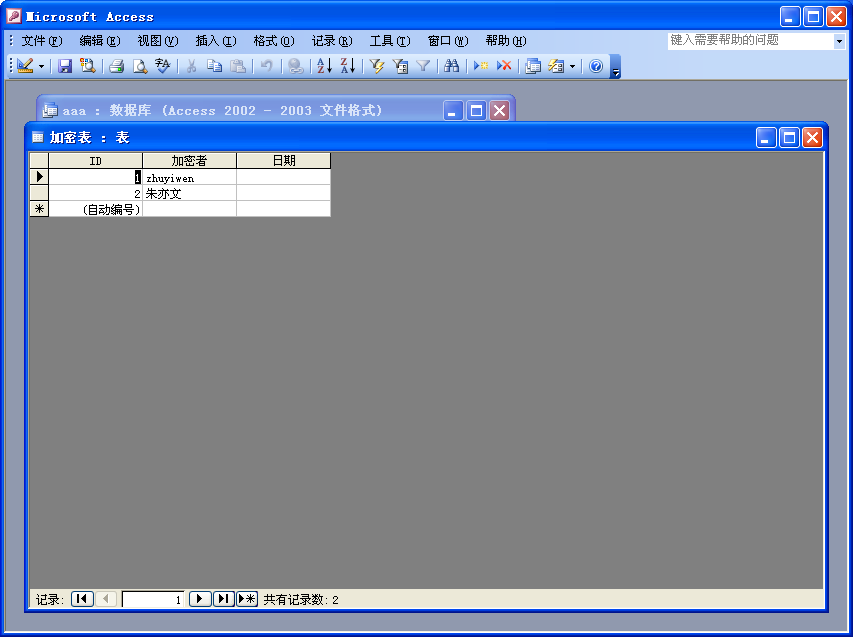 Microsoft Access
文件(F) 编辑(E) 视图(V) 插入(I) 格式(O) 记录(R) 工具(T) 窗口(W) 帮助(H) 键入需要帮助的问题
aaa : 数据库 (Access 2002 - 2003 文件格式)
加密表 : 表
ID 加密者 日期
1 zhuyiwen
2 朱亦文
(自动编号)
记录: 1 共有记录数: 2